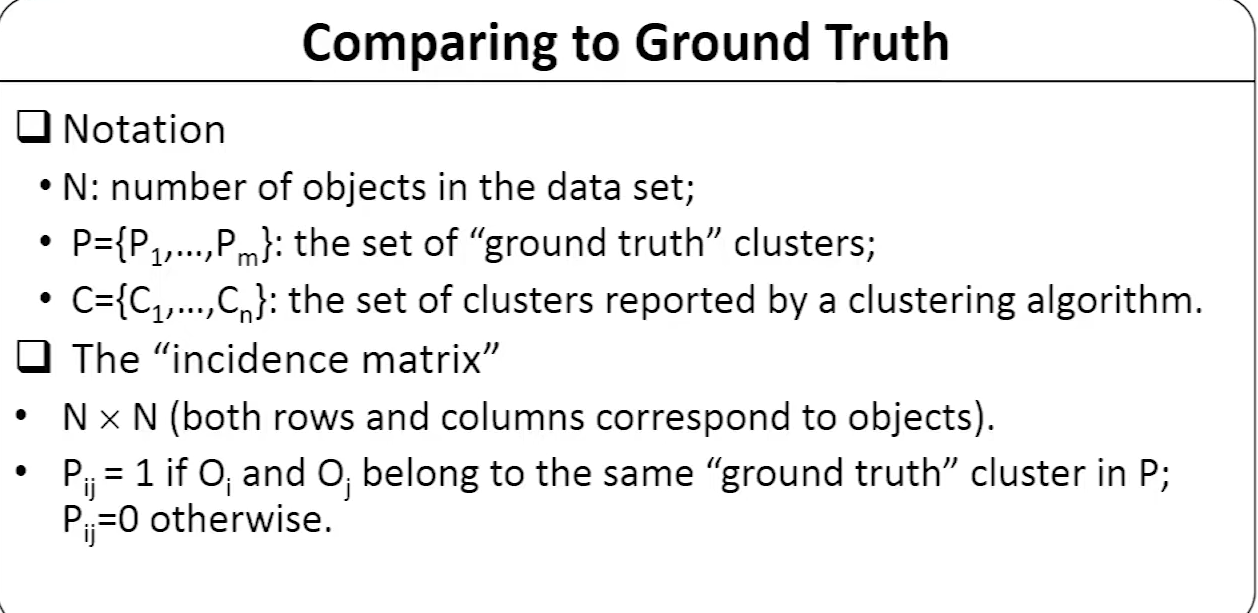 Comparing to Ground Truth
❑ Notation
• N: number of objects in the data set;
• P={P₁,...,Pₘ}: the set of “ground truth” clusters;
• C={C₁,...,Cₙ}: the set of clusters reported by a clustering algorithm.
❑ The “incidence matrix”
• N × N (both rows and columns correspond to objects).
• Pᵢⱼ = 1 if Oᵢ and Oⱼ belong to the same “ground truth” cluster in P;
Pᵢⱼ=0 otherwise.